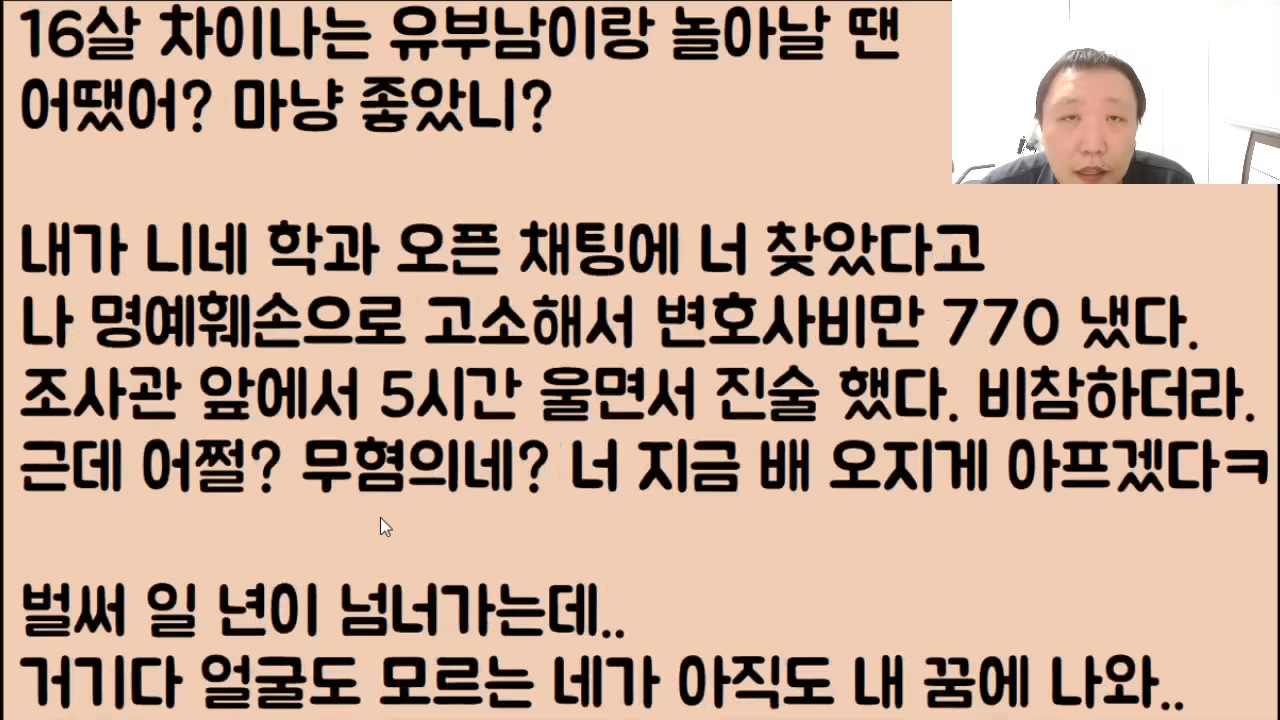 16살 차이나는 유부남이랑 놀아날 땐
어땠어? 마냥 좋았니?
내가 니네 학과 오픈 채팅에 너 찾았다고
나 명예훼손으로 고소해서 변호사비만 770 냈다.
조사관 앞에서 5시간 울면서 진술 했다. 비참하더라.
근데 어쩔? 무혐의네? 너 지금 배 오지게 아프겠다ㅋ
벌써 일 년이 넘너가는데..
거기다 얼굴도 모르는 네가 아직도 내 꿈에 나와..